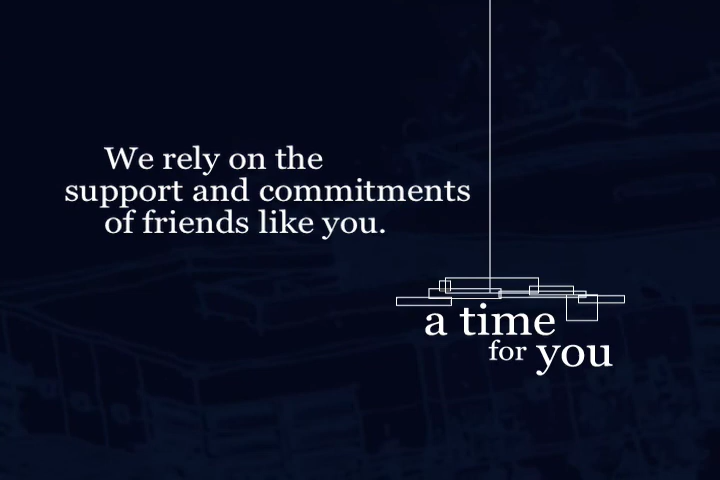 We rely on the
support and commitments
of friends like you.
a time
for you